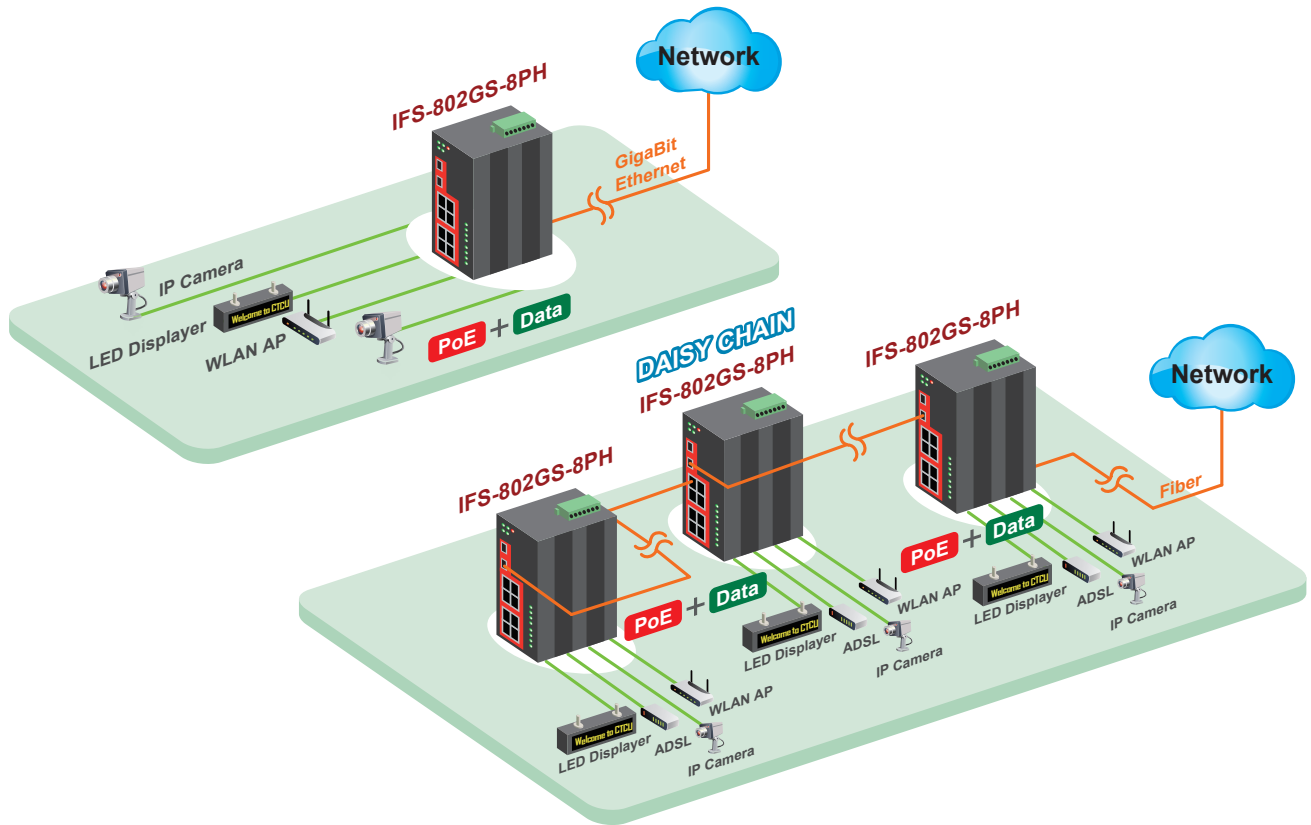 Network
IFS-802GS-8PH
GigaBit
Ethernet
IP Camera
Welcome to CTCU
LED Displayer
WLAN AP
PoE + Data
DAISY CHAIN
IFS-802GS-8PH
IFS-802GS-8PH
Network
IFS-802GS-8PH
Fiber
PoE + Data
WLAN AP
Welcome to CTCU
LED Displayer
ADSL
IP Camera
PoE + Data
WLAN AP
Welcome to CTCU
LED Displayer
ADSL
IP Camera
WLAN AP
Welcome to CTCU
LED Displayer
ADSL
IP Camera